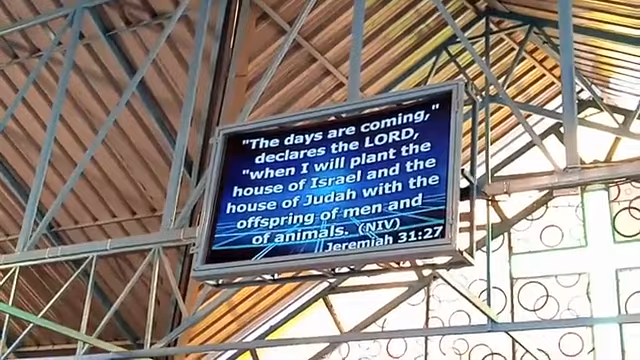 "The days are coming,"
declares the LORD,
"when I will plant the
house of Israel and the
house of Judah with the
offspring of men and
of animals. (NIV)
Jeremiah 31:27